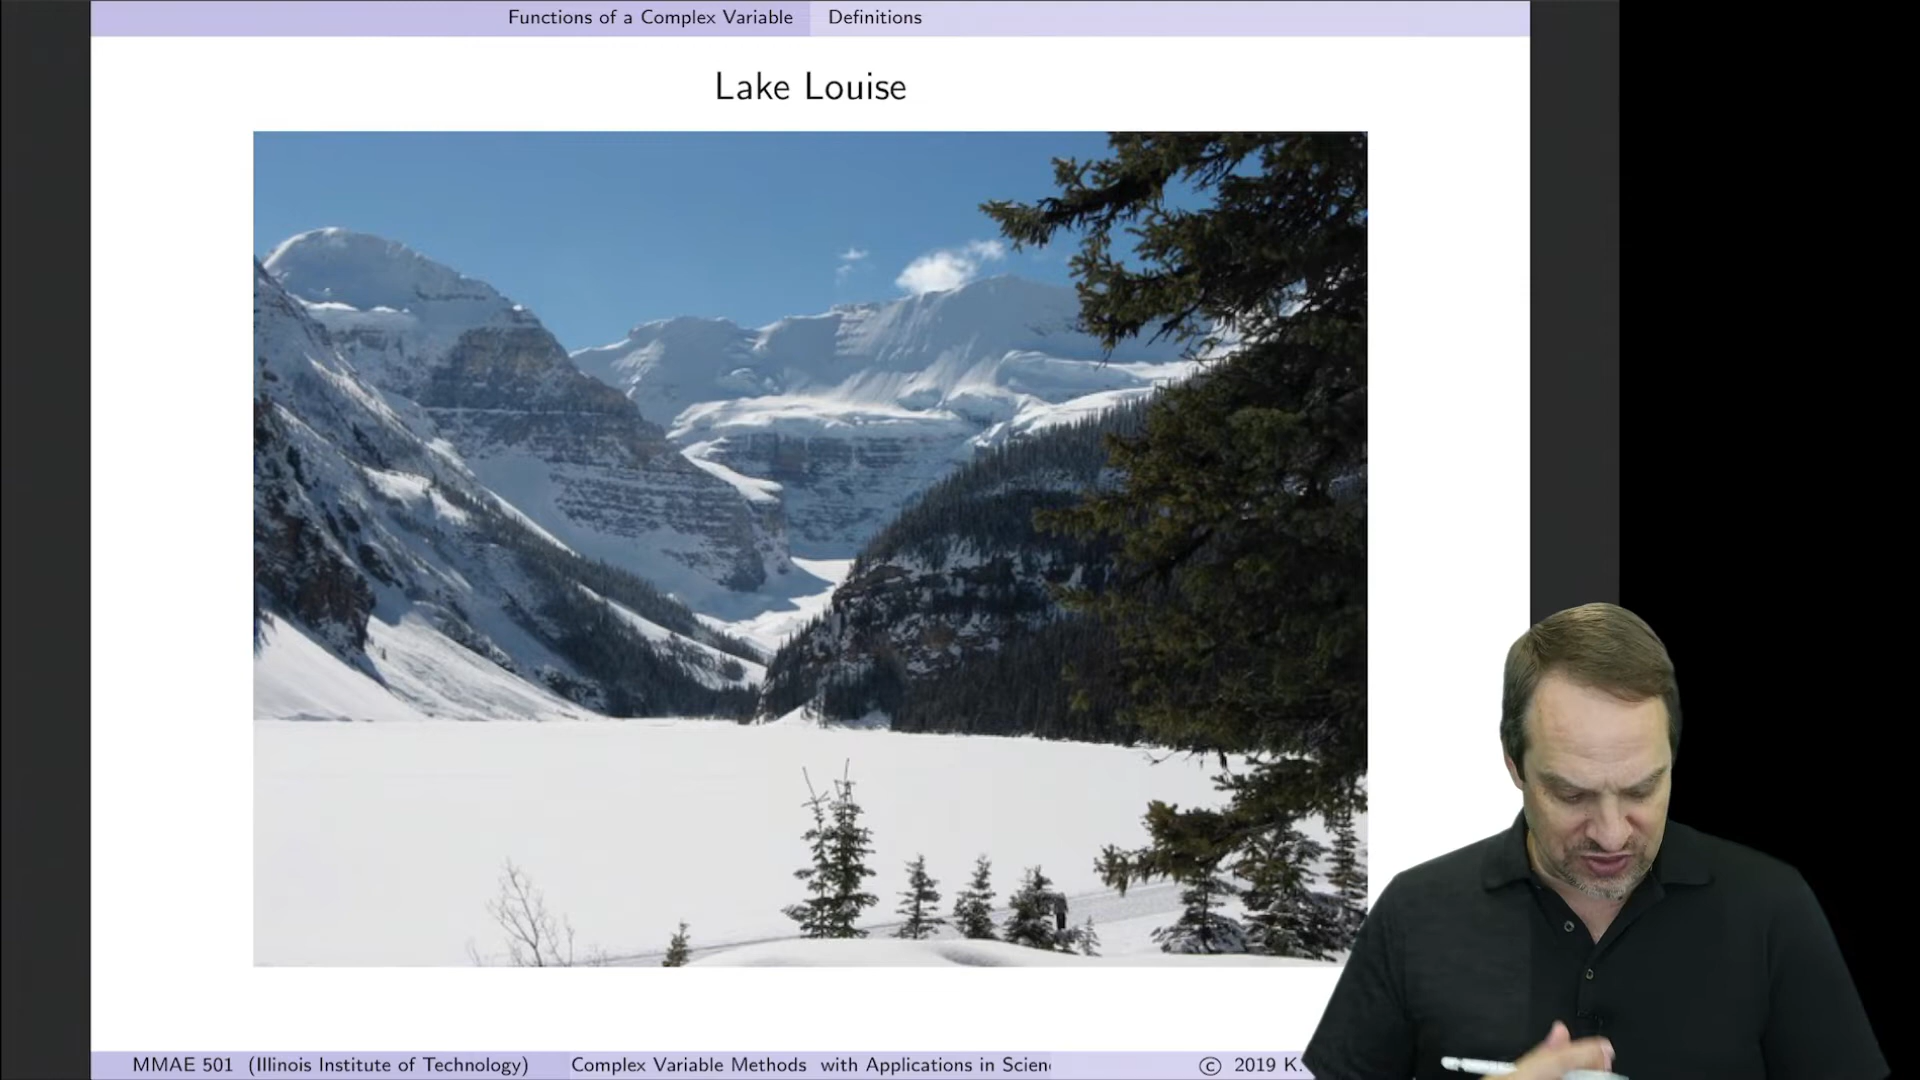 Functions of a Complex Variable Definitions
Lake Louise
MMAE 501 (Illinois Institute of Technology) Complex Variable Methods with Applications in Scien © 2019 K.